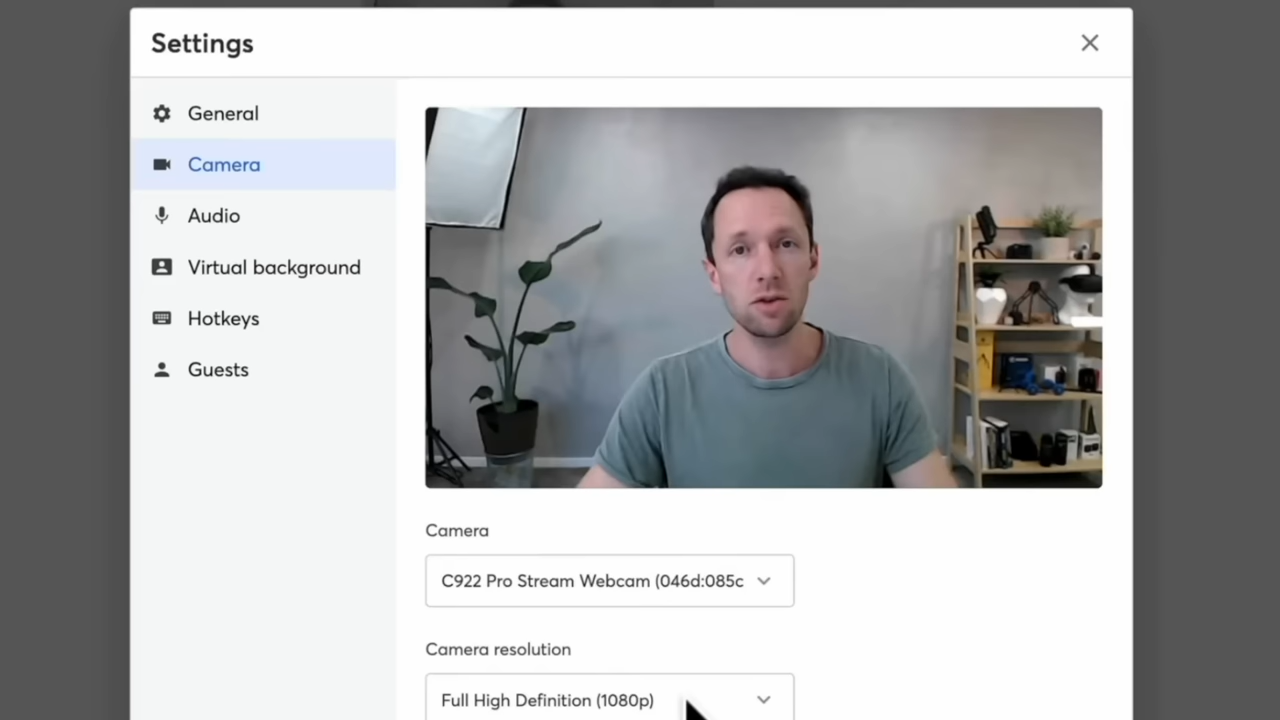 Settings
General
Camera
Audio
Virtual background
Hotkeys
Guests
Camera
C922 Pro Stream Webcam (046d:085c
Camera resolution
Full High Definition (1080p)